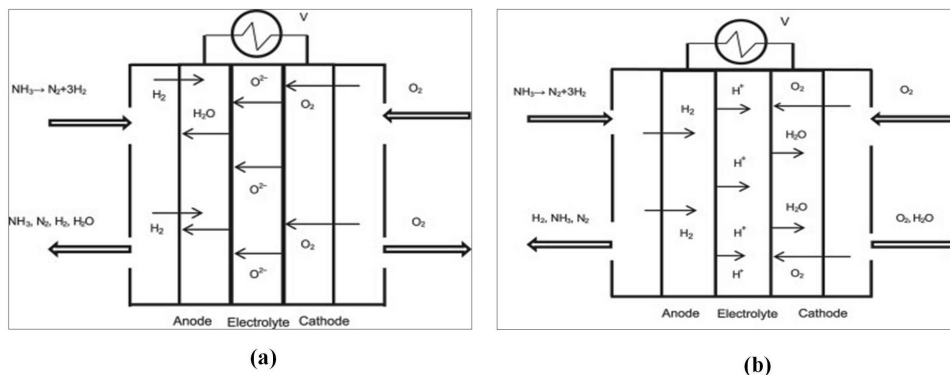 V
NH₃→ N₂+3H₂
H₂
O²⁻
O₂
O₂
H₂O
O²⁻
NH₃, N₂, H₂, H₂O
H₂
O₂
O₂
O²⁻
Anode Electrolyte Cathode
(a)
V
NH₃→ N₂+3H₂
H₂
H⁺
O₂
O₂
H₂O
H⁺
H₂, NH₃, N₂
H₂
H⁺
H₂O
O₂, H₂O
H⁺
O₂
Anode Electrolyte Cathode
(b)